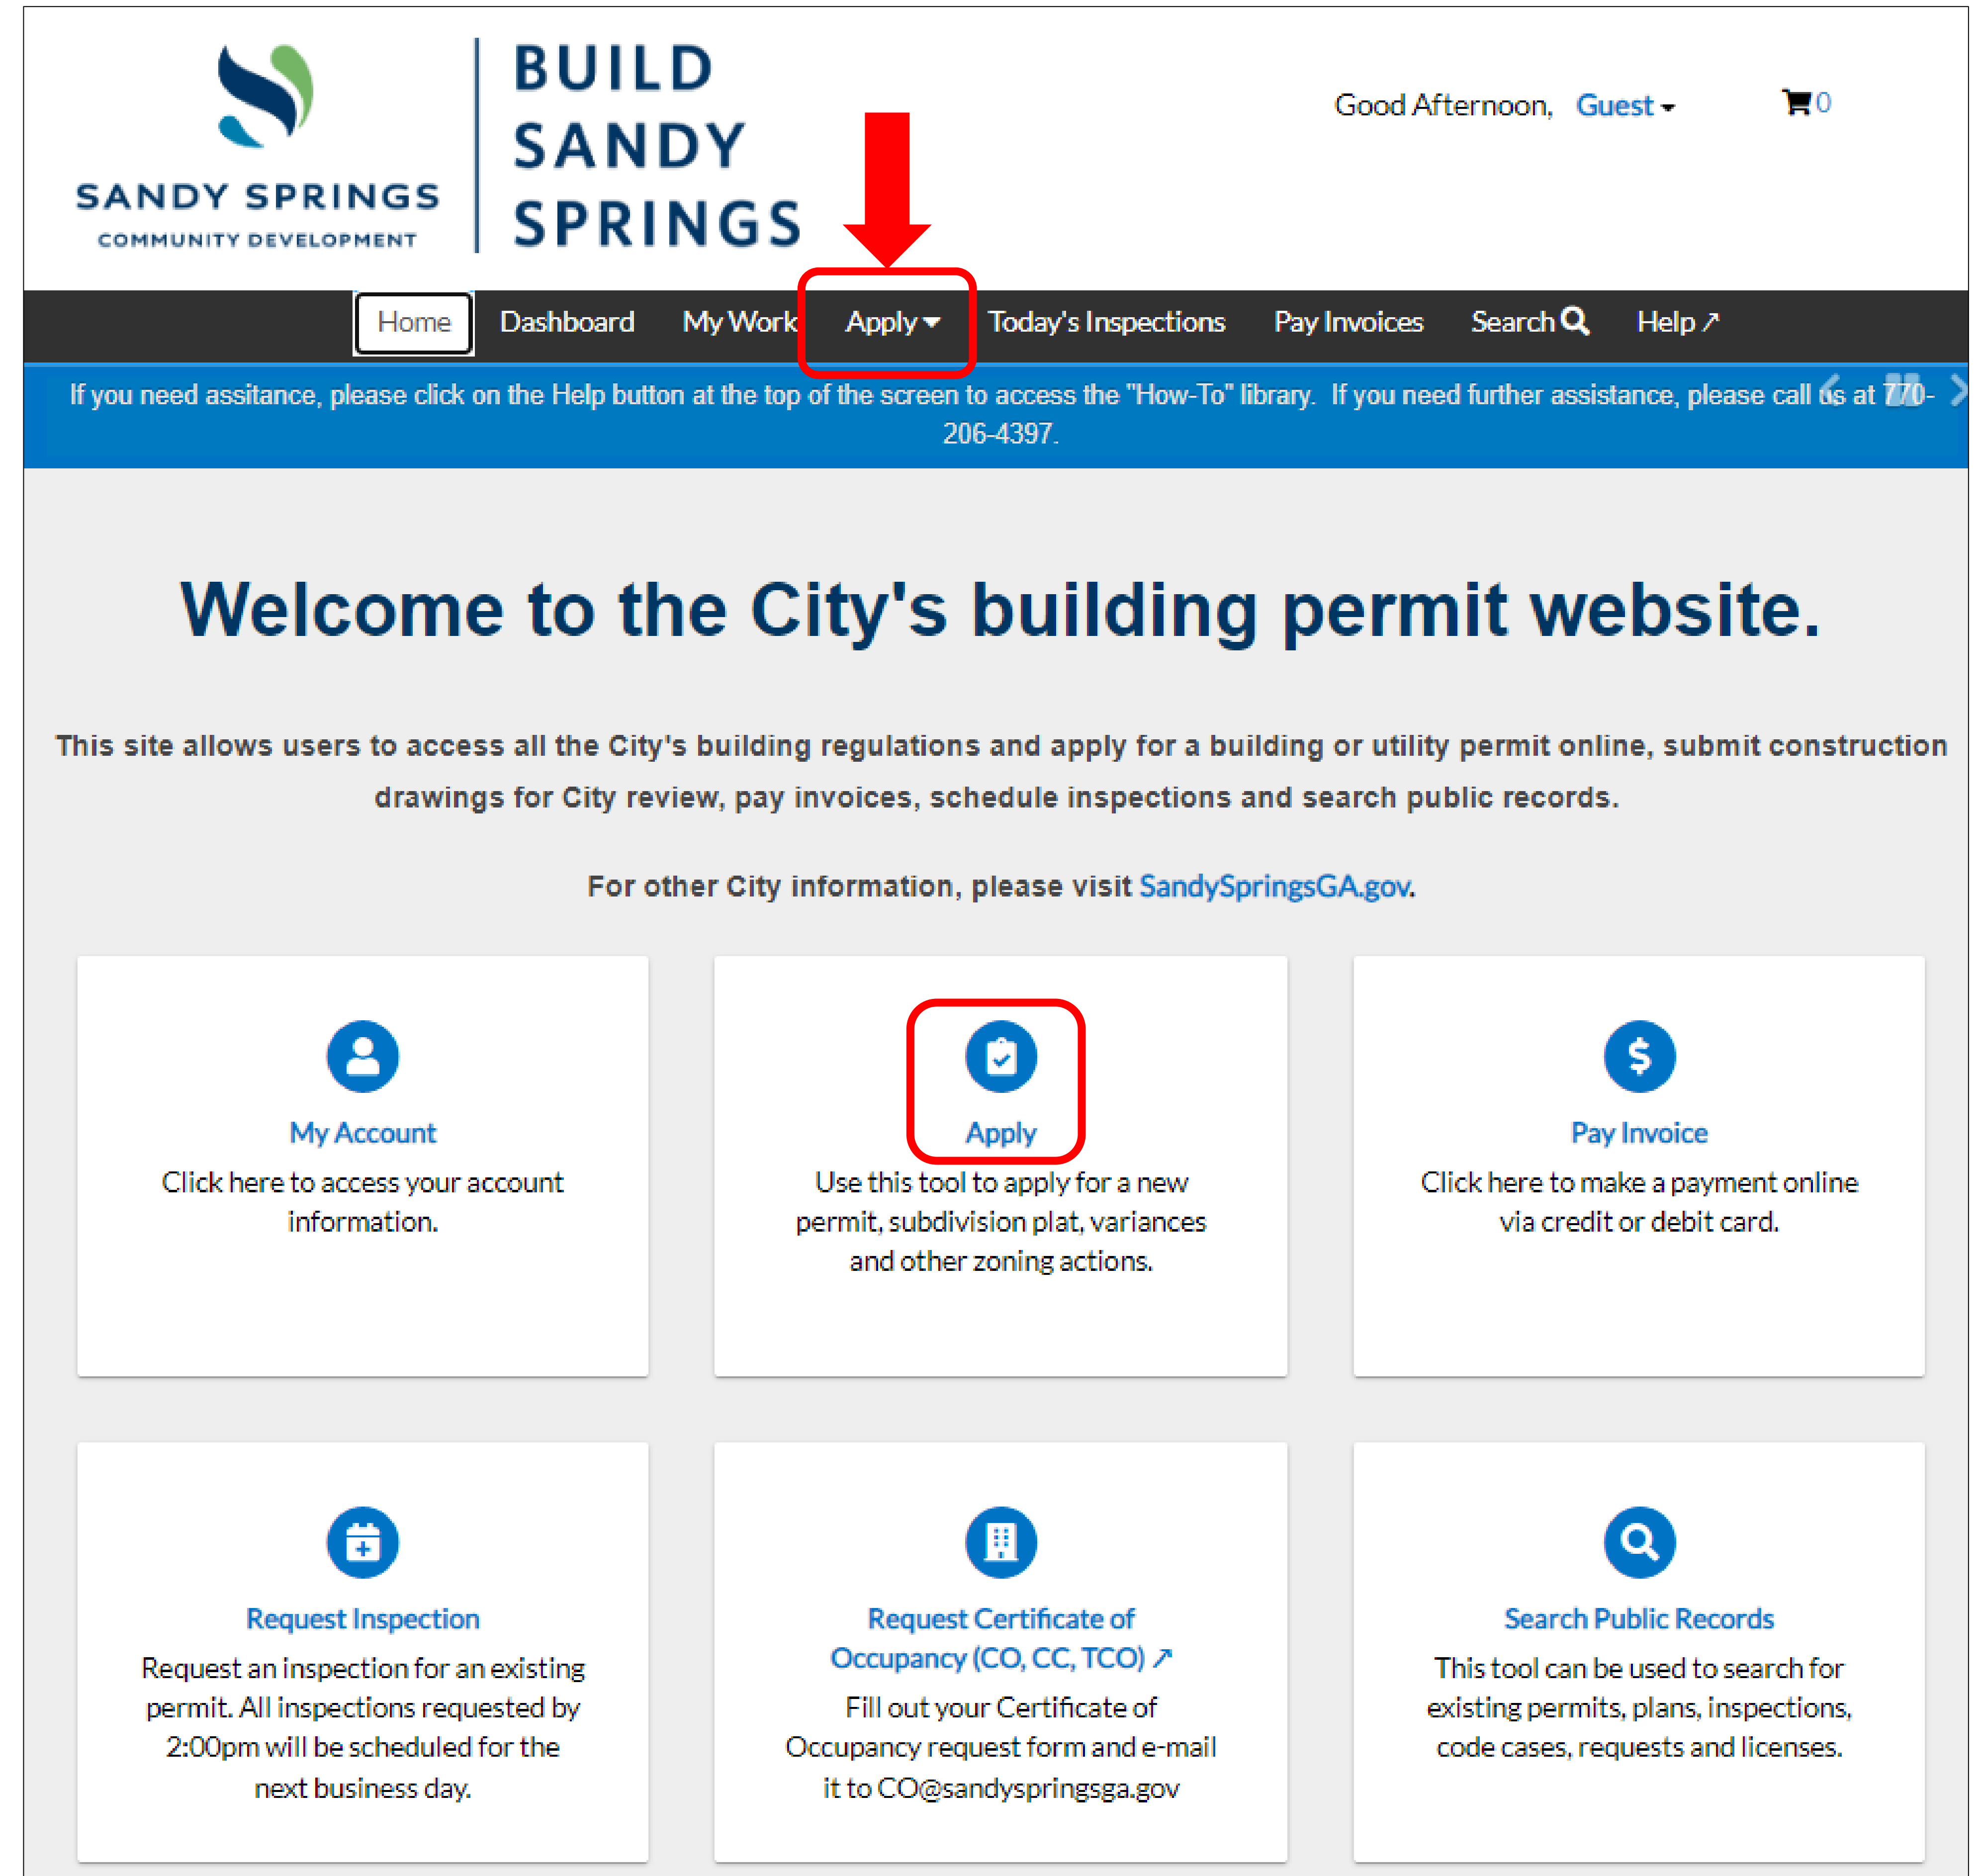 SANDY SPRINGS
COMMUNITY DEVELOPMENT
BUILD
SANDY
SPRINGS
Good Afternoon, Guest
0
Home Dashboard My Work Apply Today's Inspections Pay Invoices Search Help ↗
If you need assitance, please click on the Help button at the top of the screen to access the "How-To" library. If you need further assistance, please call us at 770-
206-4397.
Welcome to the City's building permit website.
This site allows users to access all the City's building regulations and apply for a building or utility permit online, submit construction
drawings for City review, pay invoices, schedule inspections and search public records.
For other City information, please visit SandySpringsGA.gov.
My Account
Click here to access your account
information.
Apply
Use this tool to apply for a new
permit, subdivision plat, variances
and other zoning actions.
Pay Invoice
Click here to make a payment online
via credit or debit card.
Request Inspection
Request an inspection for an existing
permit. All inspections requested by
2:00pm will be scheduled for the
next business day.
Request Certificate of
Occupancy (CO, CC, TCO) ↗
Fill out your Certificate of
Occupancy request form and e-mail
it to CO@sandyspringsga.gov
Search Public Records
This tool can be used to search for
existing permits, plans, inspections,
code cases, requests and licenses.